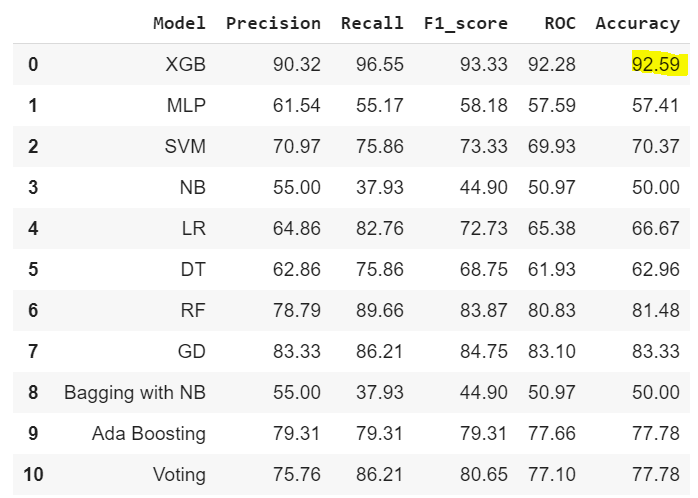 Model Precision Recall F1_score ROC Accuracy
0 XGB 90.32 96.55 93.33 92.28 92.59
1 MLP 61.54 55.17 58.18 57.59 57.41
2 SVM 70.97 75.86 73.33 69.93 70.37
3 NB 55.00 37.93 44.90 50.97 50.00
4 LR 64.86 82.76 72.73 65.38 66.67
5 DT 62.86 75.86 68.75 61.93 62.96
6 RF 78.79 89.66 83.87 80.83 81.48
7 GD 83.33 86.21 84.75 83.10 83.33
8 Bagging with NB 55.00 37.93 44.90 50.97 50.00
9 Ada Boosting 79.31 79.31 79.31 77.66 77.78
10 Voting 75.76 86.21 80.65 77.10 77.78